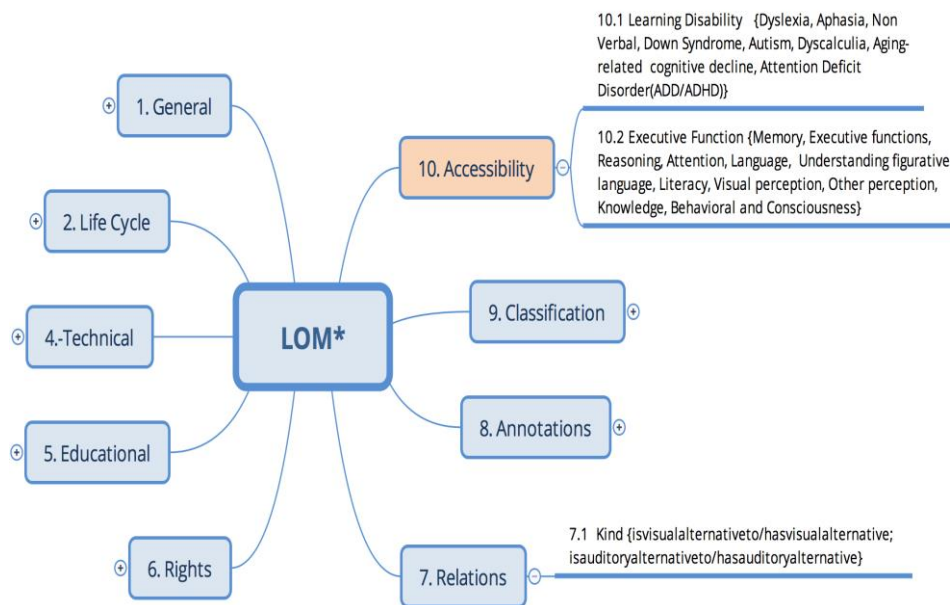 1. General
2. Life Cycle
4.-Technical
5. Educational
6. Rights
LOM*
10. Accessibility
10.1 Learning Disability {Dyslexia, Aphasia, Non
Verbal, Down Syndrome, Autism, Dyscalculia, Aging-
related cognitive decline, Attention Deficit
Disorder(ADD/ADHD)}
10.2 Executive Function {Memory, Executive functions,
Reasoning, Attention, Language, Understanding figurative
language, Literacy, Visual perception, Other perception,
Knowledge, Behavioral and Consciousness}
9. Classification
8. Annotations
7. Relations
7.1 Kind {isvisualalternativeto/hasvisualalternative;
isauditoryalternativeto/hasauditoryalternative}